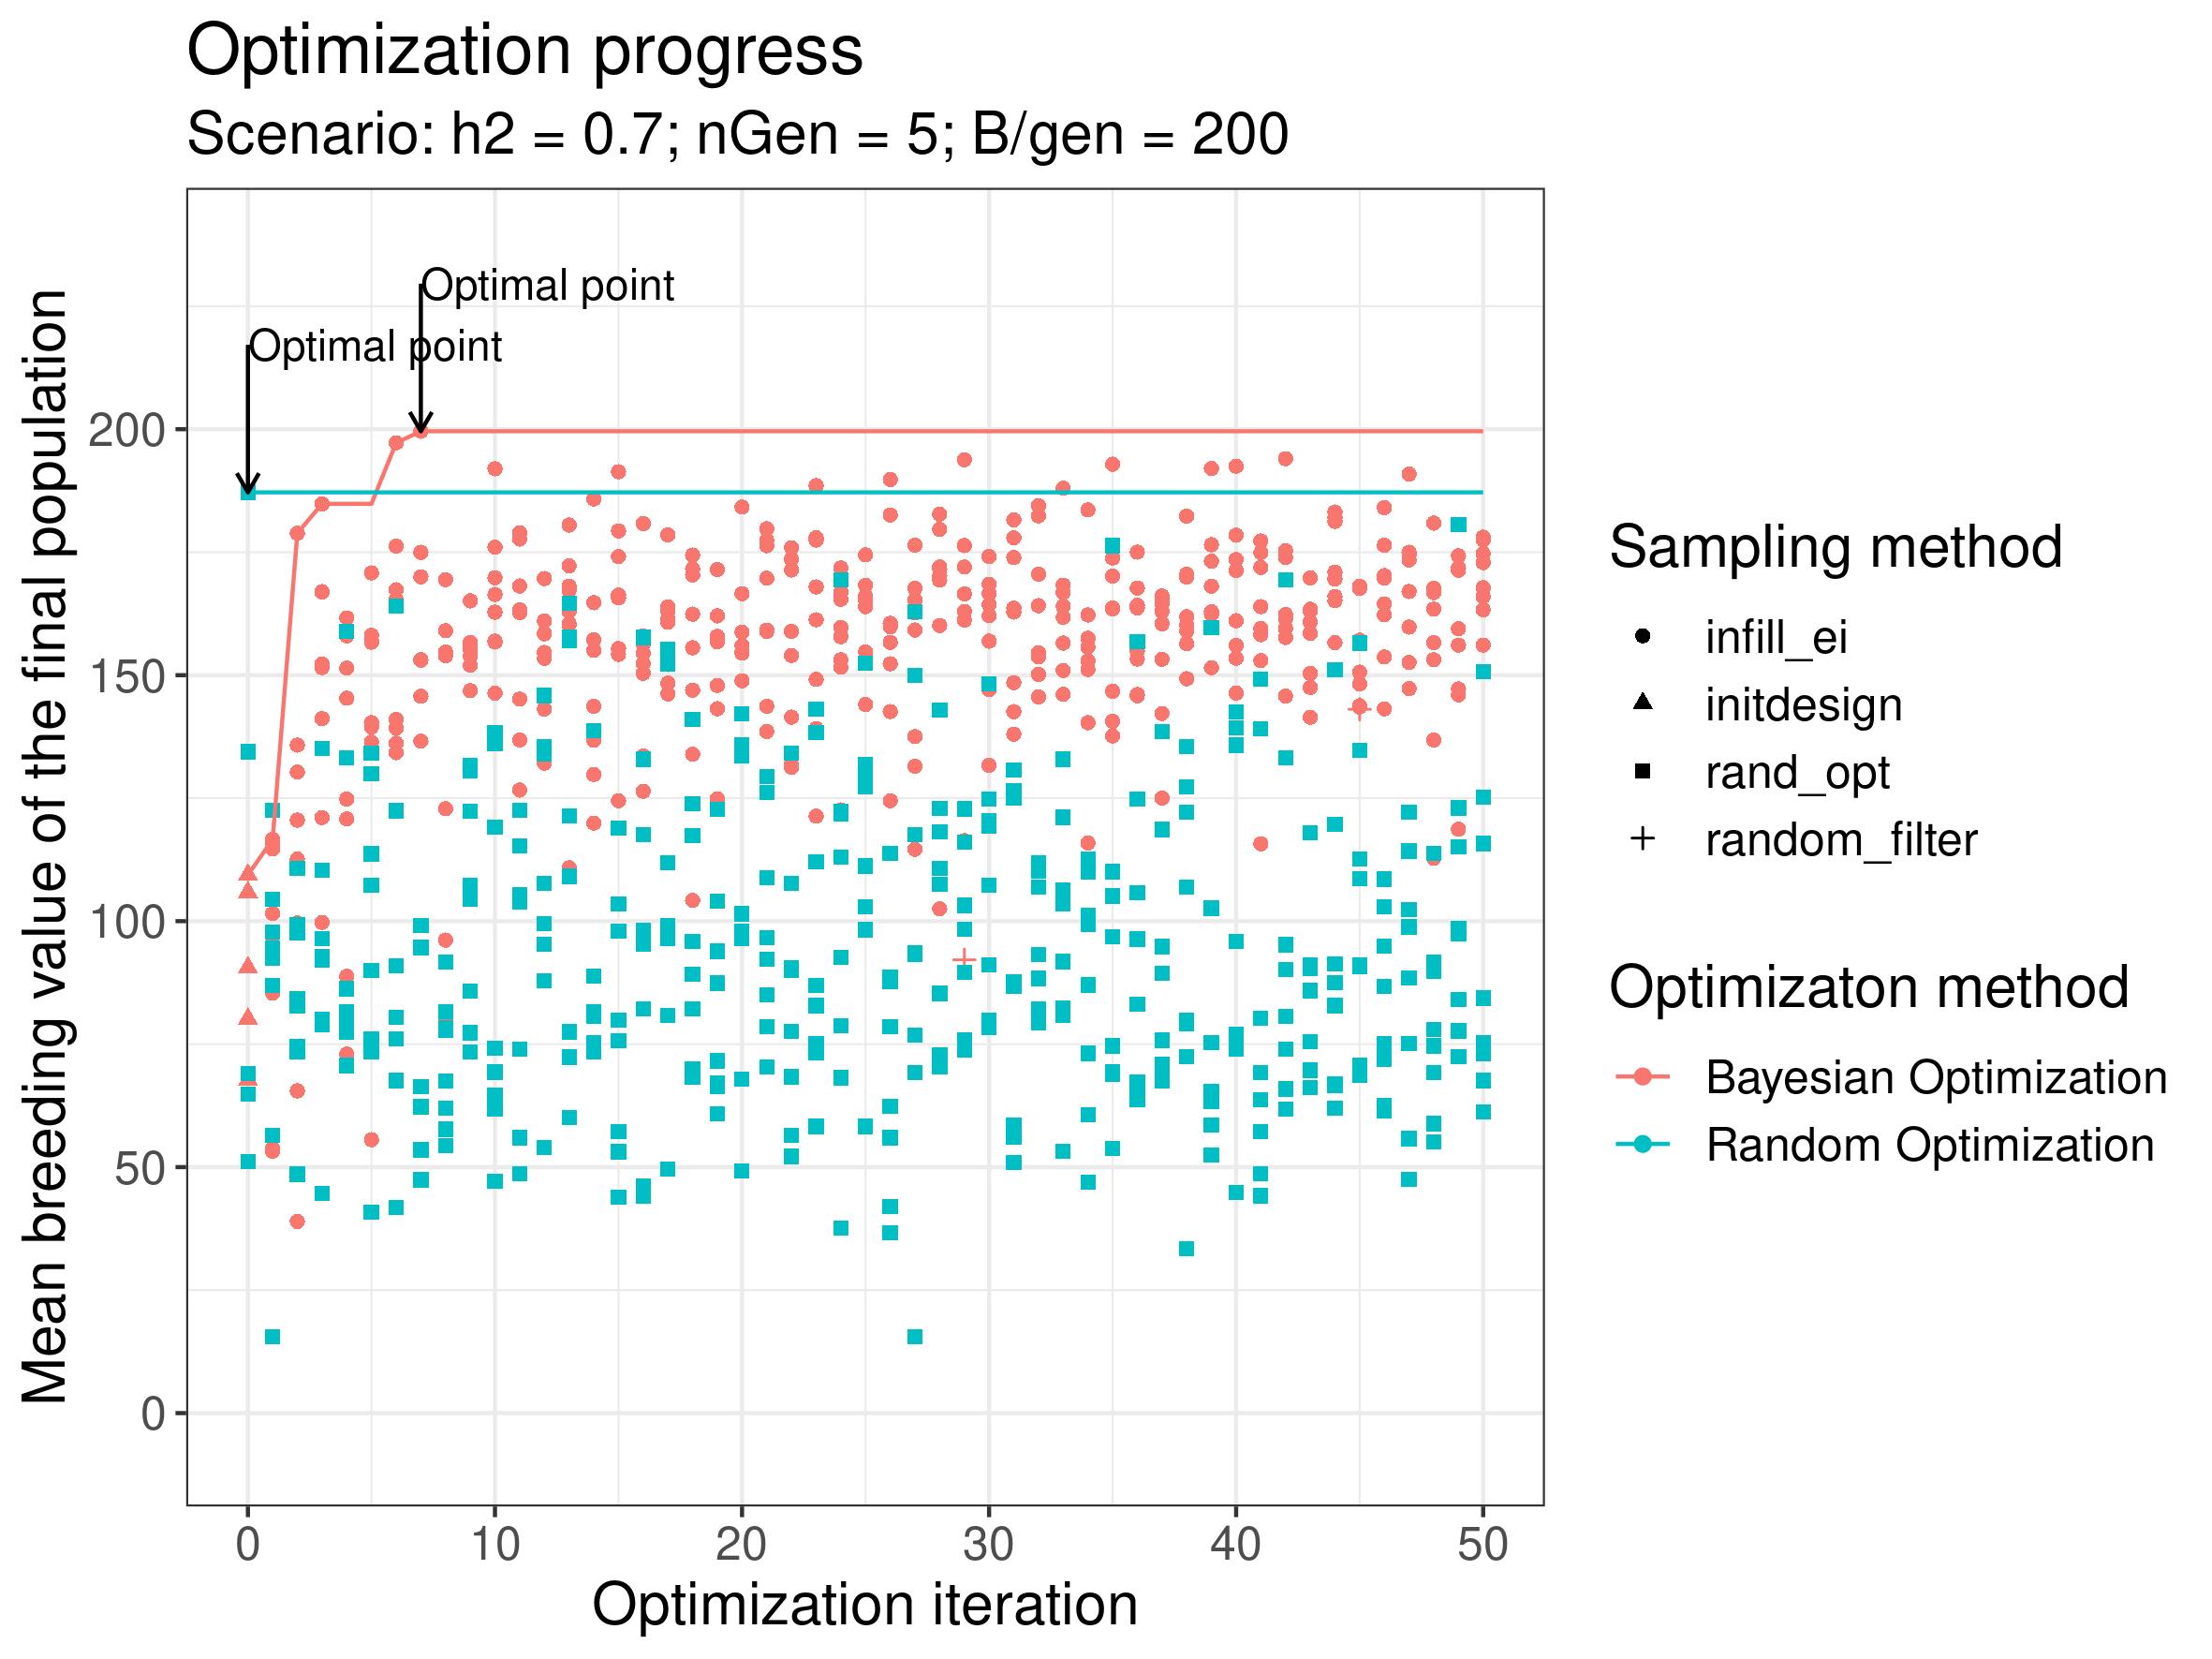 Optimization progress
Scenario: h2 = 0.7; nGen = 5; B/gen = 200
Mean breeding value of the final population
200
150
100
50
0
Optimal point
Optimal point
0 10 20 30 40 50
Optimization iteration
Sampling method
infill_ei
initdesign
rand_opt
random_filter
Optimizaton method
Bayesian Optimization
Random Optimization